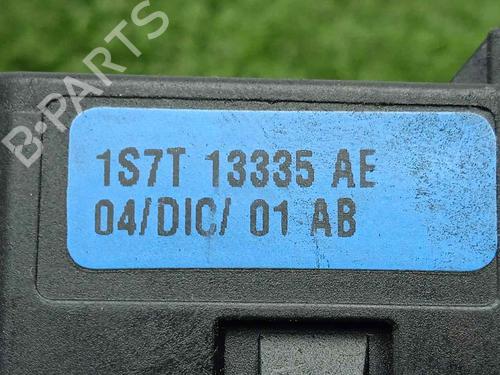 B-PARTS
1S7T 13335 AE
04/DIC/ 01 AB